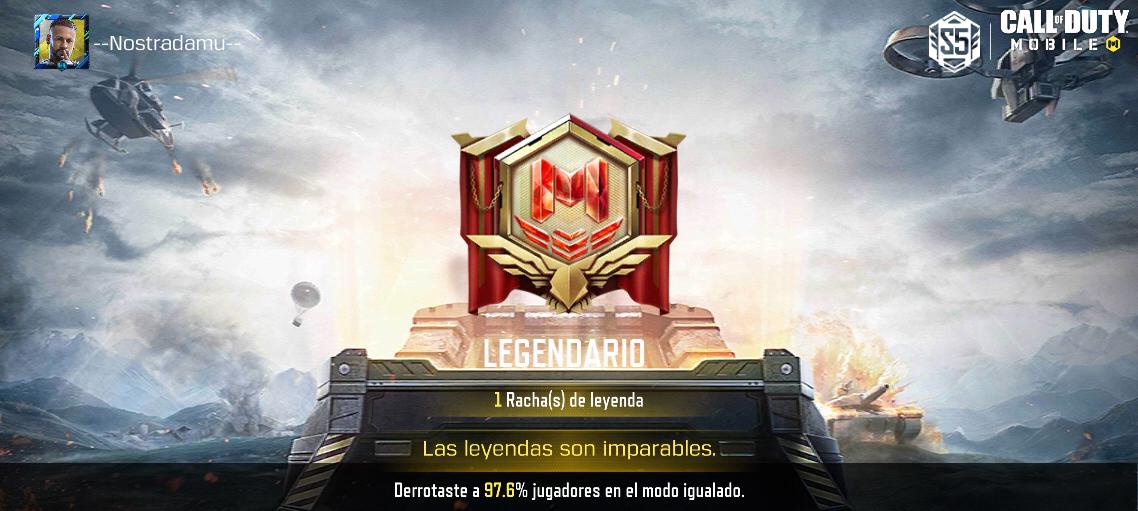 --Nostradamu--
S5
CALL OF DUTY
MOBILE
LEGENDARIO
1 Racha(s) de leyenda
Las leyendas son imparables.
Derrotaste a 97.6% jugadores en el modo igualado.